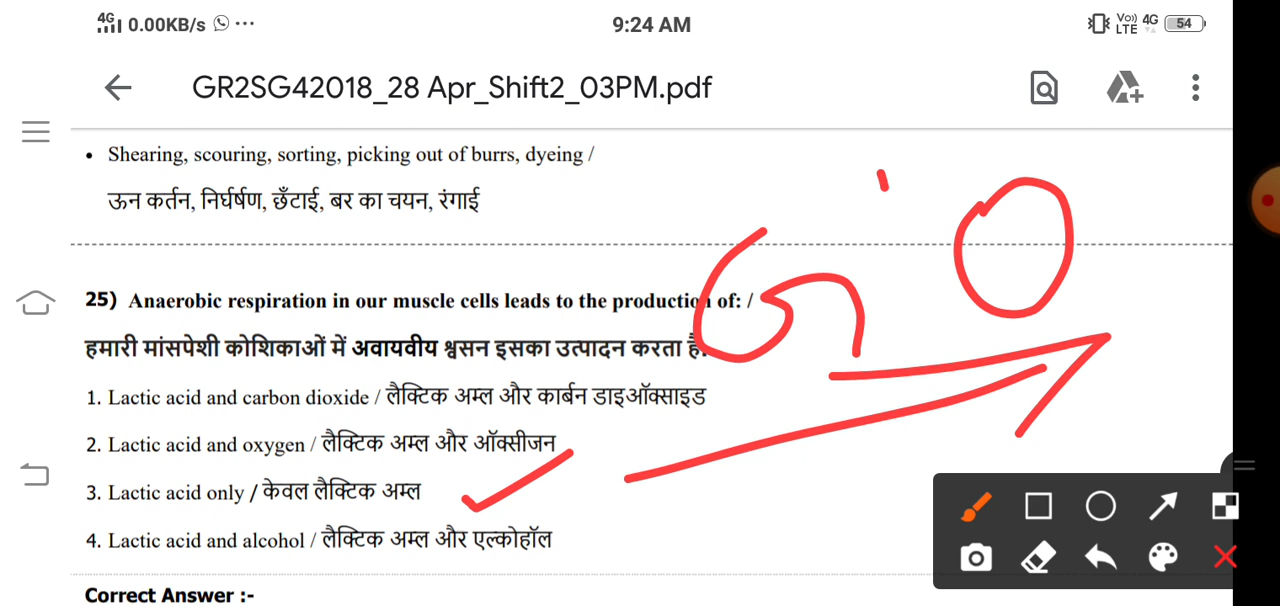 4G 0.00KB/s ... 9:24 AM Vo)) LTE 4G 54
GR2SG42018_28 Apr_Shift2_03PM.pdf
• Shearing, scouring, sorting, picking out of burrs, dyeing /
ऊन कर्तन, निर्घर्षण, छँटाई, बर का चयन, रंगाई
25) Anaerobic respiration in our muscle cells leads to the production of: /
हमारी मांसपेशी कोशिकाओं में अवायवीय श्वसन इसका उत्पादन करता है:
1. Lactic acid and carbon dioxide / लैक्टिक अम्ल और कार्बन डाइऑक्साइड
2. Lactic acid and oxygen / लैक्टिक अम्ल और ऑक्सीजन
3. Lactic acid only / केवल लैक्टिक अम्ल
4. Lactic acid and alcohol / लैक्टिक अम्ल और एल्कोहॉल
Correct Answer :-